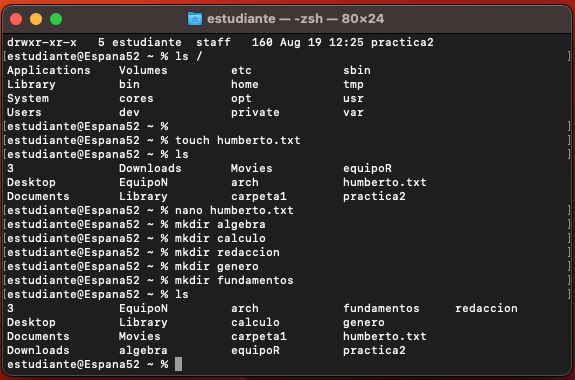 estudiante — -zsh — 80×24
drwxr-xr-x   5 estudiante  staff   160 Aug 19 12:25 practica2
[estudiante@Espana52 ~ % ls /                                                  ]
Applications    Volumes         etc             sbin
Library         bin             home            tmp
System          cores           opt             usr
Users           dev             private         var
[estudiante@Espana52 ~ %                                                       ]
[estudiante@Espana52 ~ % touch humberto.txt                                    ]
[estudiante@Espana52 ~ % ls                                                    ]
3               Downloads       Movies          equipoR
Desktop         EquipoN         arch            humberto.txt
Documents       Library         carpeta1        practica2
[estudiante@Espana52 ~ % nano humberto.txt                                     ]
[estudiante@Espana52 ~ % mkdir algebra                                         ]
[estudiante@Espana52 ~ % mkdir calculo                                         ]
[estudiante@Espana52 ~ % mkdir redaccion                                       ]
[estudiante@Espana52 ~ % mkdir genero                                          ]
[estudiante@Espana52 ~ % mkdir fundamentos                                     ]
[estudiante@Espana52 ~ % ls                                                    ]
3               EquipoN         arch            fundamentos     redaccion
Desktop         Library         calculo         genero
Documents       Movies          carpeta1        humberto.txt
Downloads       algebra         equipoR         practica2
estudiante@Espana52 ~ %